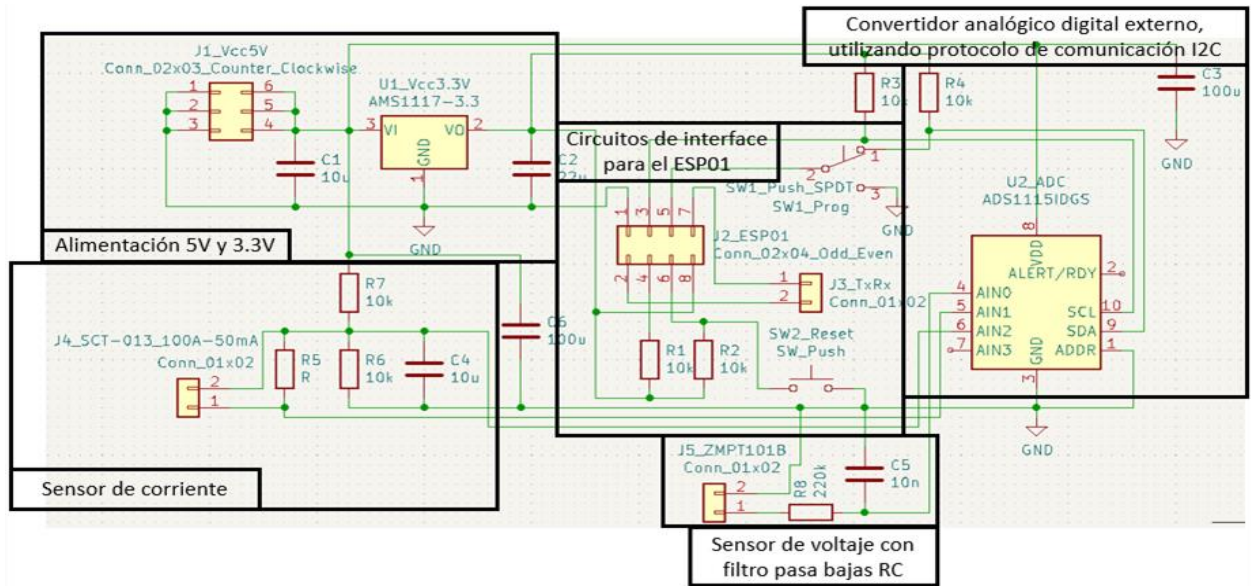 Convertidor analógico digital externo,
utilizando protocolo de comunicación I2C
J1_Vcc5V
Conn_02x03_Counter_Clockwise
1
2
3
6
5
4
U1_Vcc3.3V
AMS1117-3.3
3
VI
VO
2
GND
1
C1
10u
C2
22u
GND
Alimentación 5V y 3.3V
Circuitos de interface
para el ESP01
R3
10k
R4
10k
C3
100u
GND
1
2
3
SW1_Push_SPDT
SW1_Prog
GND
1
3
5
7
2
4
6
8
J2_ESP01
Conn_02x04_Odd_Even
1
2
J3_TxRx
Conn_01x02
R1
10k
R2
10k
SW2_Reset
SW_Push
U2_ADC
ADS1115IDGS
8
VDD
ALERT/RDY
2
4
AIN0
5
AIN1
6
AIN2
7
AIN3
SCL
10
SDA
9
ADDR
1
GND
3
GND
R7
10k
J4_SCT-013_100A-50mA
Conn_01x02
2
1
R5
R
R6
10k
C4
10u
C6
100u
Sensor de corriente
J5_ZMPT101B
Conn_01x02
2
1
R8
220k
C5
10n
Sensor de voltaje con
filtro pasa bajas RC